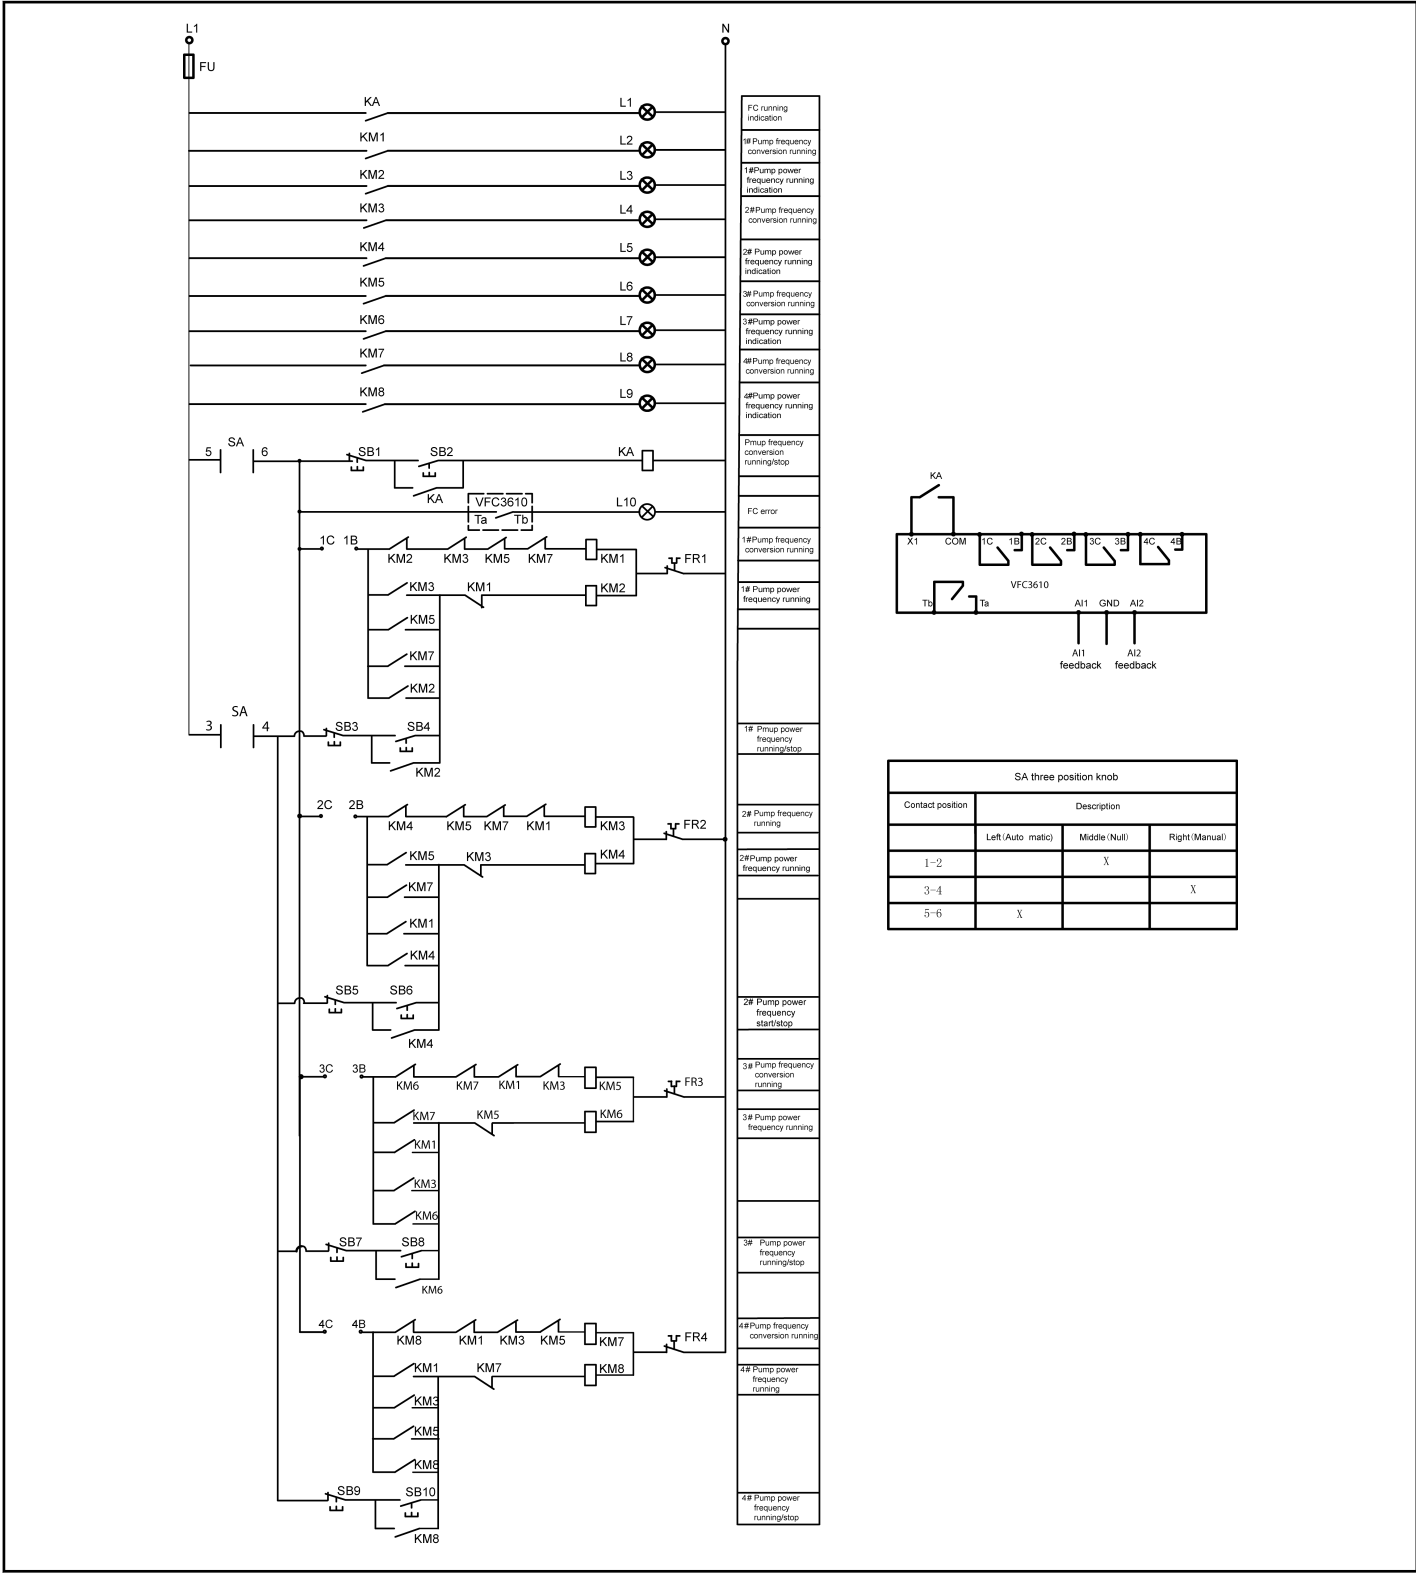 L1
N
FU
KA
L1
FC running
indication
KM1
L2
1# Pump frequency
conversion running
KM2
L3
1#Pump power
frequency running
indication
KM3
L4
2#Pump frequency
conversion running
KM4
L5
2# Pump power
frequency running
indication
KM5
L6
3# Pump frequency
conversion running
KM6
L7
3#Pump power
frequency running
indication
KM7
L8
4# Pump frequency
conversion running
KM8
L9
4#Pump power
frequency running
indication
5
SA
6
SB1
SB2
KA
KA
Pmup frequency
conversion
running/stop
VFC3610
Ta
Tb
L10
FC error
1C
1B
KM2
KM3
KM5
KM7
KM1
FR1
1#Pump frequency
conversion running
KM3
KM1
KM2
1# Pump power
frequency running
KM5
KM7
KM2
3
SA
4
SB3
SB4
KM2
1# Pmup power
frequency
running/stop
2C
2B
KM4
KM5
KM7
KM1
KM3
FR2
2# Pump frequency
running
KM5
KM3
KM4
2#Pump power
frequency running
KM7
KM1
KM4
SB5
SB6
KM4
2# Pump power
frequency
start/stop
3C
3B
KM6
KM7
KM1
KM3
KM5
FR3
3# Pump frequency
conversion
running
KM7
KM5
KM6
3# Pump power
frequency running
KM1
KM3
KM6
SB7
SB8
KM6
3# Pump power
frequency
running/stop
4C
4B
KM8
KM1
KM3
KM5
KM7
FR4
4#Pump frequency
conversion running
KM1
KM7
KM8
4# Pump power
frequency
running
KM3
KM5
KM8
SB9
SB10
KM8
4# Pump power
frequency
running/stop
KA
X1
COM
1C
1B
2C
2B
3C
3B
4C
4B
VFC3610
Tb
Ta
AI1
GND
AI2
AI1
feedback
AI2
feedback
SA three position knob
Contact position
Description
Left(Auto matic)
Middle(Null)
Right(Manual)
1-2
X
3-4
X
5-6
X